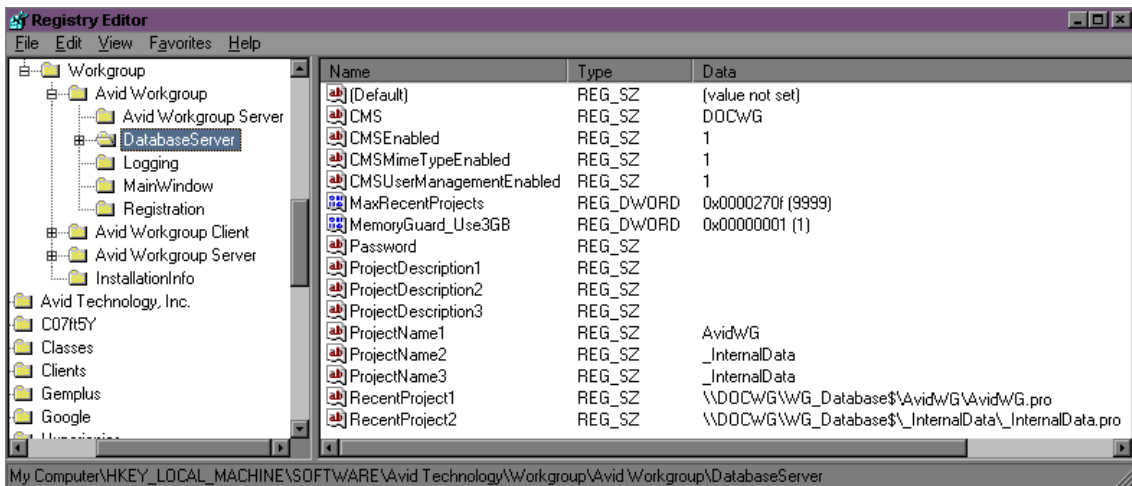 Registry Editor
File Edit View Favorites Help
Workgroup
Avid Workgroup
Avid Workgroup Server
DatabaseServer
Logging
MainWindow
Registration
Avid Workgroup Client
Avid Workgroup Server
InstallationInfo
Avid Technology, Inc.
C07ft5Y
Classes
Clients
Gemplus
Google
Name Type Data
(Default) REG_SZ (value not set)
CMS REG_SZ DOCWG
CMSEnabled REG_SZ 1
CMSMimeTypeEnabled REG_SZ 1
CMSUserManagementEnabled REG_SZ 1
MaxRecentProjects REG_DWORD 0x0000270f (9999)
MemoryGuard_Use3GB REG_DWORD 0x00000001 (1)
Password REG_SZ
ProjectDescription1 REG_SZ
ProjectDescription2 REG_SZ
ProjectDescription3 REG_SZ
ProjectName1 REG_SZ AvidWG
ProjectName2 REG_SZ _InternalData
ProjectName3 REG_SZ _InternalData
RecentProject1 REG_SZ \\DOCWG\WG_Database$\AvidWG\AvidWG.pro
RecentProject2 REG_SZ \\DOCWG\WG_Database$\_InternalData\_InternalData.pro
My Computer\HKEY_LOCAL_MACHINE\SOFTWARE\Avid Technology\Workgroup\Avid Workgroup\DatabaseServer